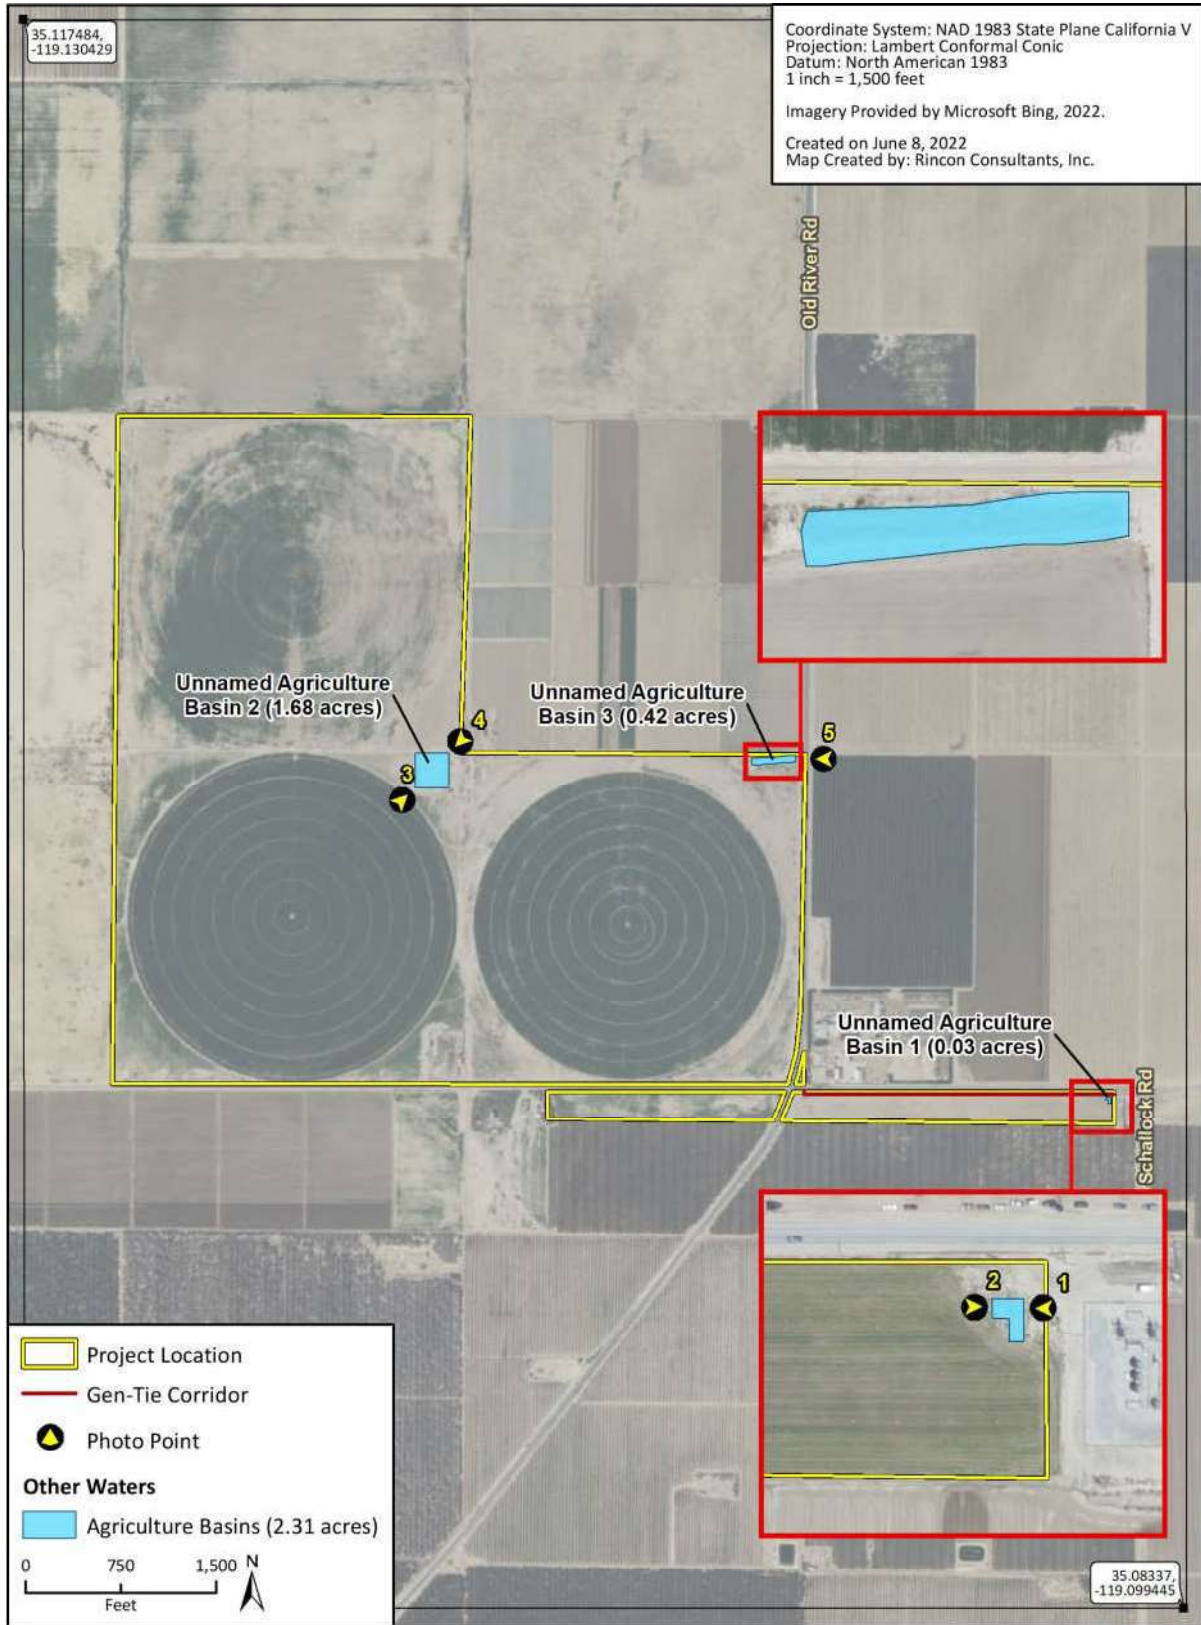 35.117484,
-119.130429
Coordinate System: NAD 1983 State Plane California V
Projection: Lambert Conformal Conic
Datum: North American 1983
1 inch = 1,500 feet
Imagery Provided by Microsoft Bing, 2022.
Created on June 8, 2022
Map Created by: Rincon Consultants, Inc.
Old River Rd
Unnamed Agriculture
Basin 2 (1.68 acres)
Unnamed Agriculture
Basin 3 (0.42 acres)
4
5
3
Unnamed Agriculture
Basin 1 (0.03 acres)
Schallock Rd
2
1
Project Location
Gen-Tie Corridor
Photo Point
Other Waters
Agriculture Basins (2.31 acres)
0 750 1,500 N
Feet
35.08337,
-119.099445